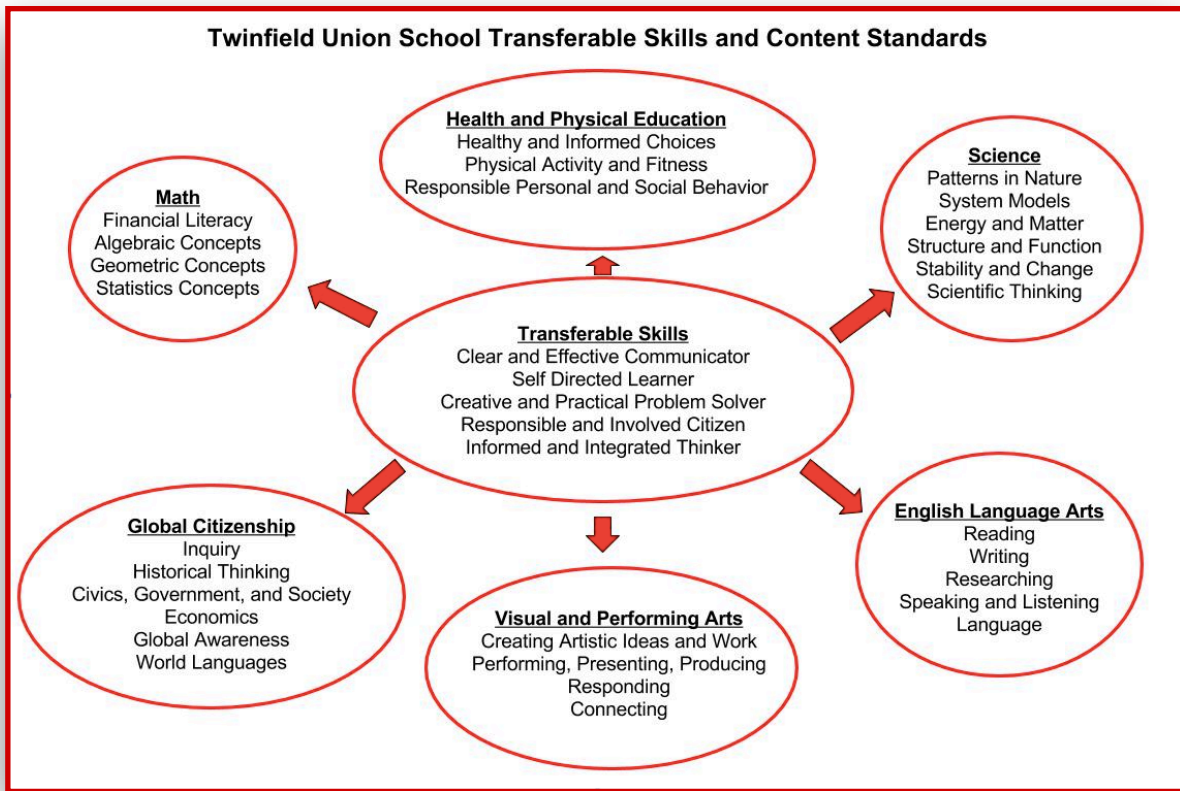 Twinfield Union School Transferable Skills and Content Standards
Health and Physical Education
Healthy and Informed Choices
Physical Activity and Fitness
Responsible Personal and Social Behavior
Math
Financial Literacy
Algebraic Concepts
Geometric Concepts
Statistics Concepts
Science
Patterns in Nature
System Models
Energy and Matter
Structure and Function
Stability and Change
Scientific Thinking
Transferable Skills
Clear and Effective Communicator
Self Directed Learner
Creative and Practical Problem Solver
Responsible and Involved Citizen
Informed and Integrated Thinker
Global Citizenship
Inquiry
Historical Thinking
Civics, Government, and Society
Economics
Global Awareness
World Languages
Visual and Performing Arts
Creating Artistic Ideas and Work
Performing, Presenting, Producing
Responding
Connecting
English Language Arts
Reading
Writing
Researching
Speaking and Listening
Language